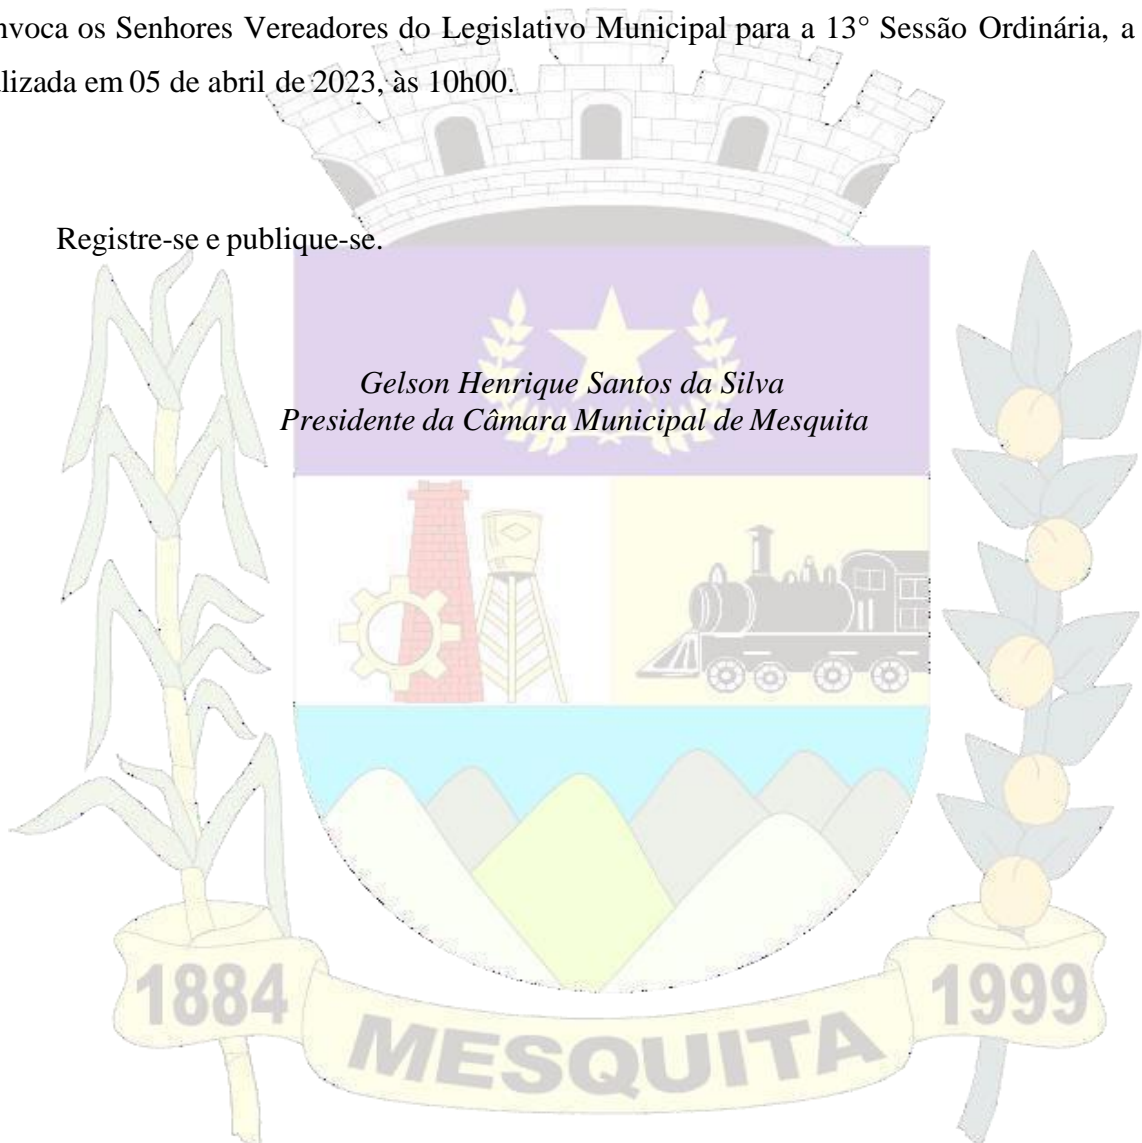 nvoca os Senhores Vereadores do Legislativo Municipal para a 13° Sessão Ordinária, a
lizada em 05 de abril de 2023, às 10h00.
Registre-se e publique-se.
Gelson Henrique Santos da Silva
Presidente da Câmara Municipal de Mesquita
1884
MESQUITA
1999